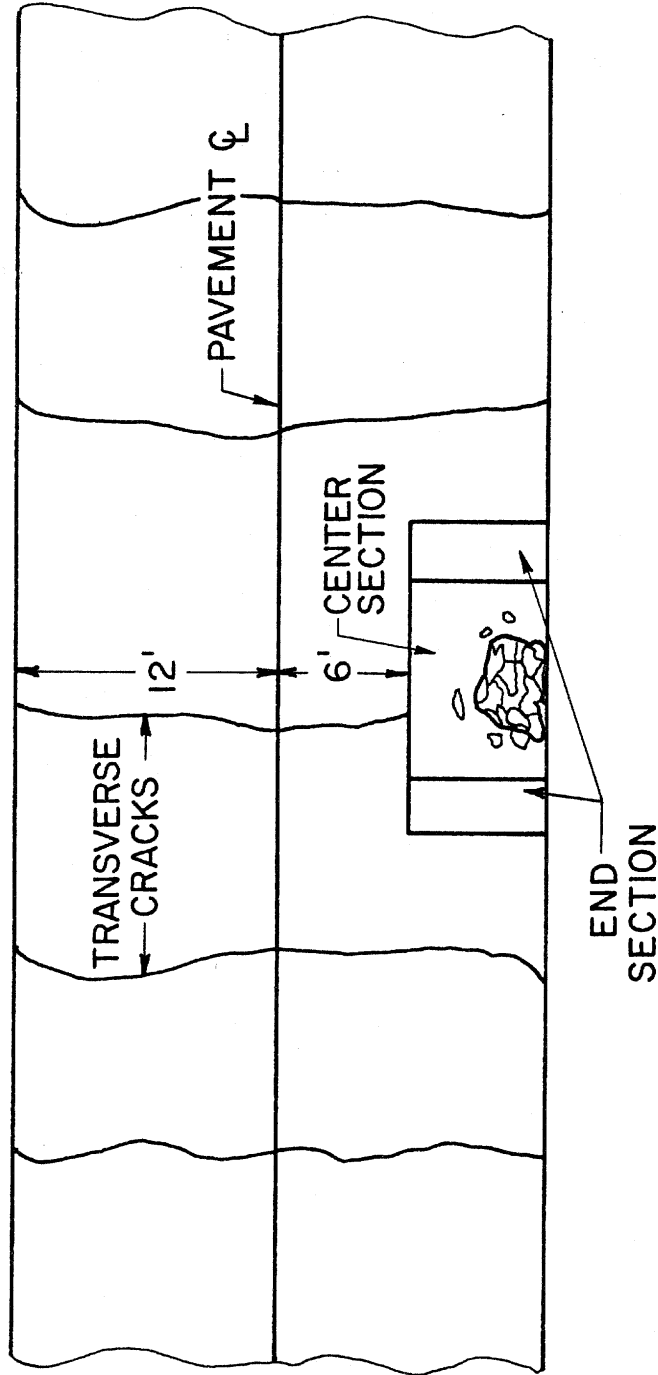 TRANSVERSE
CRACKS
12'
PAVEMENT ℄
6'
CENTER
SECTION
END
SECTION